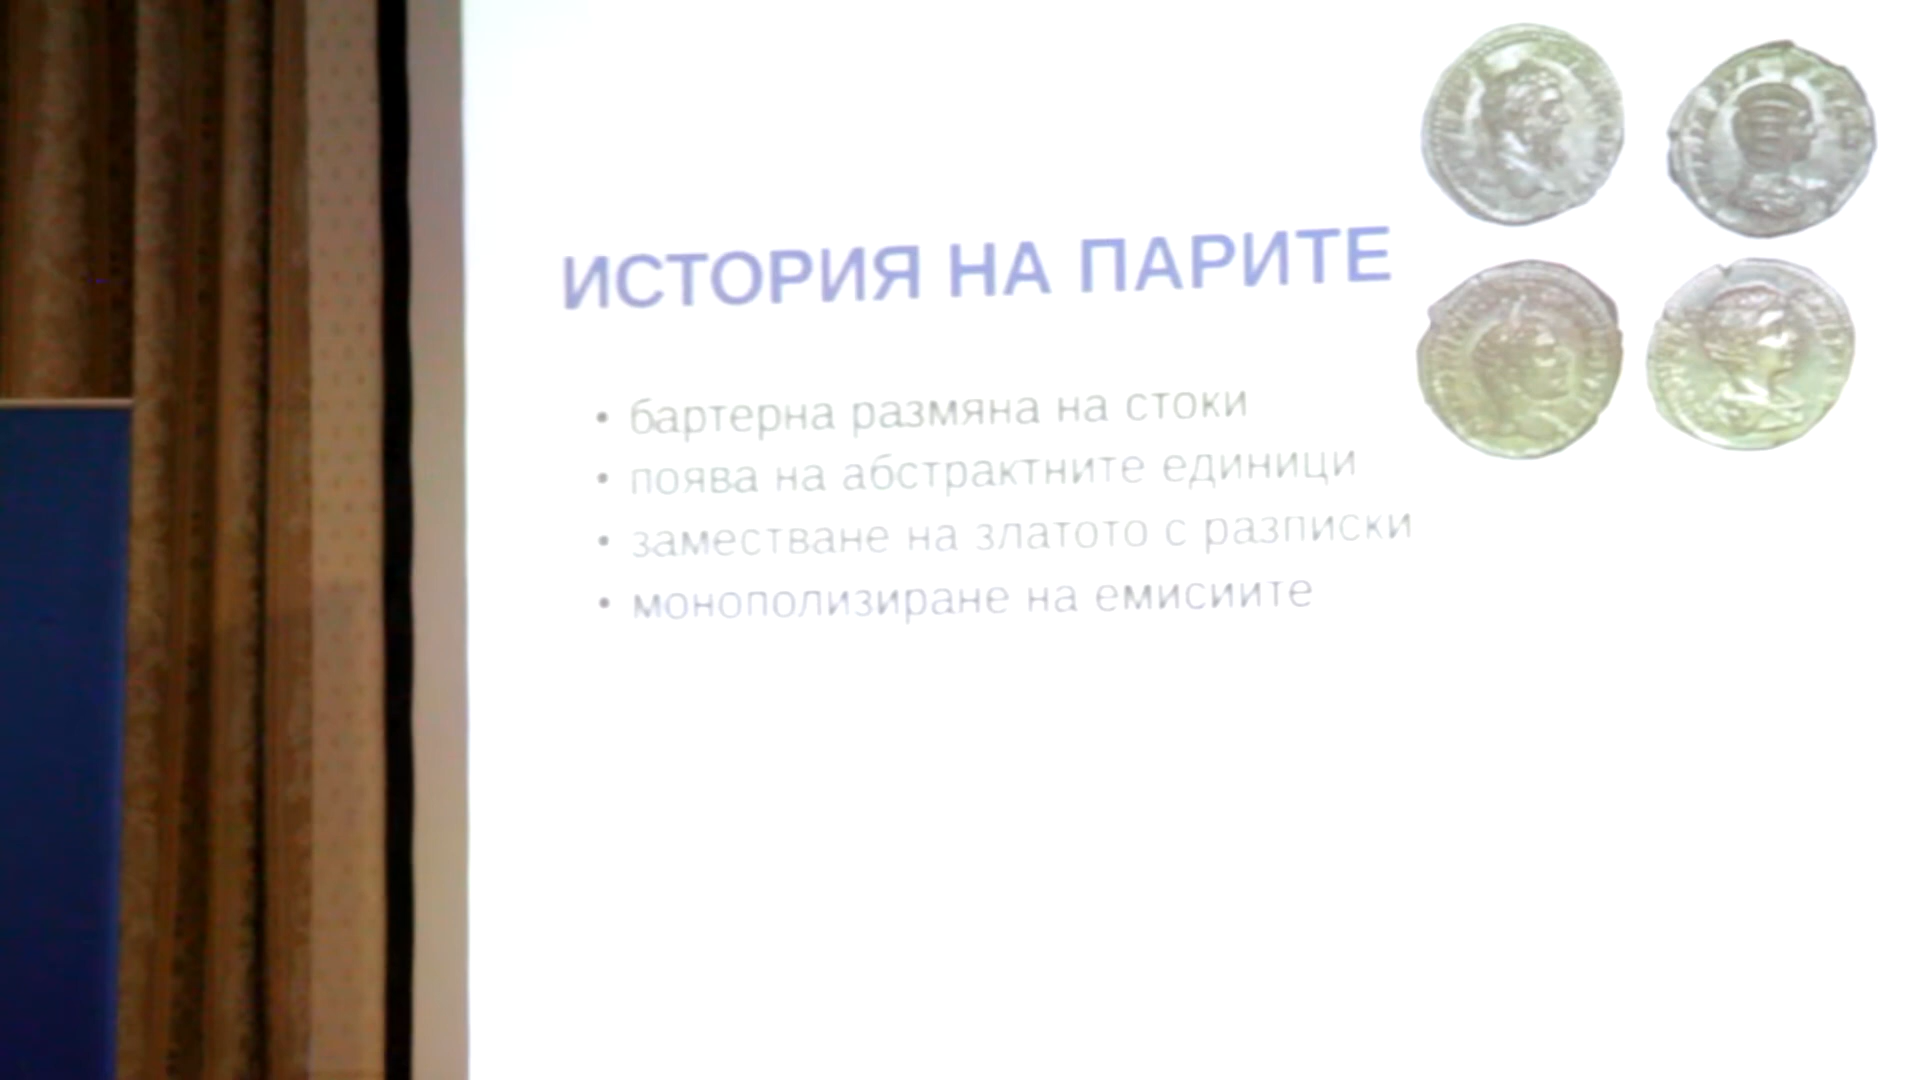 ИСТОРИЯ НА ПАРИТЕ
• бартерна размяна на стоки
• поява на абстрактните единици
• заместване на златото с разписки
• монополизиране на емисиите